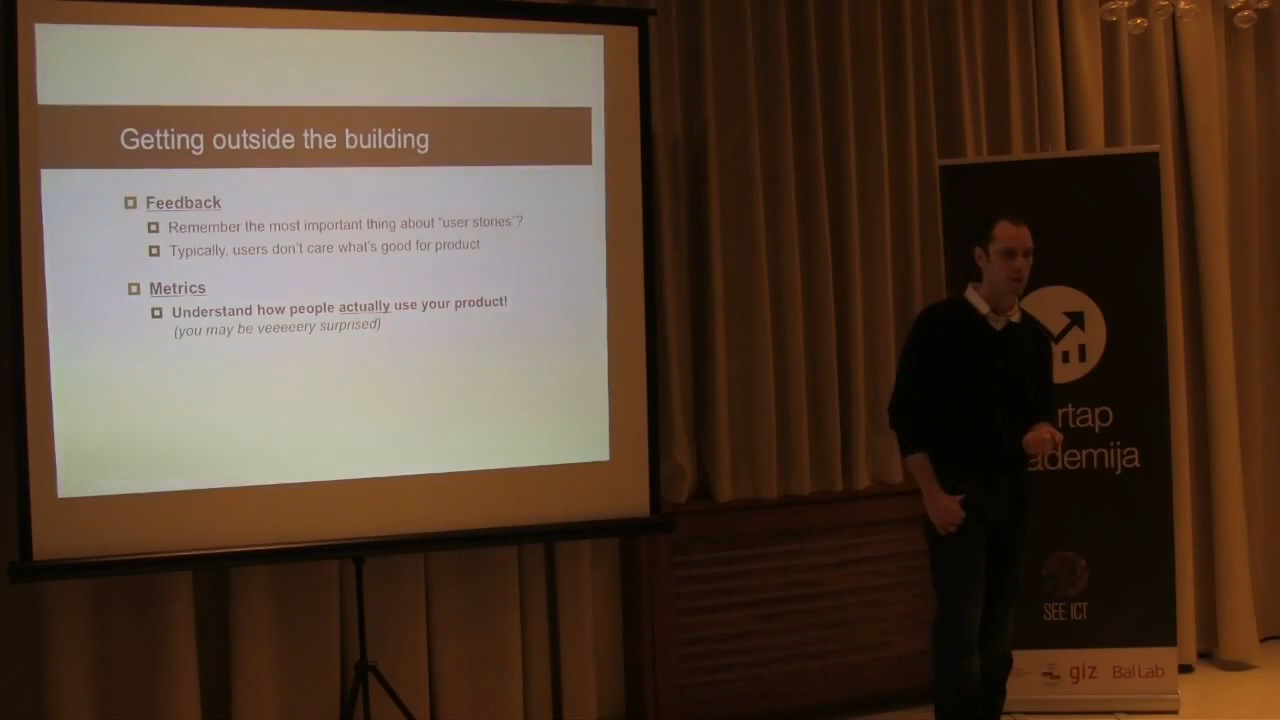 Getting outside the building
Feedback
Remember the most important thing about "user stories"?
Typically, users don't care what's good for product
Metrics
Understand how people actually use your product!
(you may be veeeeery surprised)
rtap
ademija
SEE ICT
giz
Bal Lab